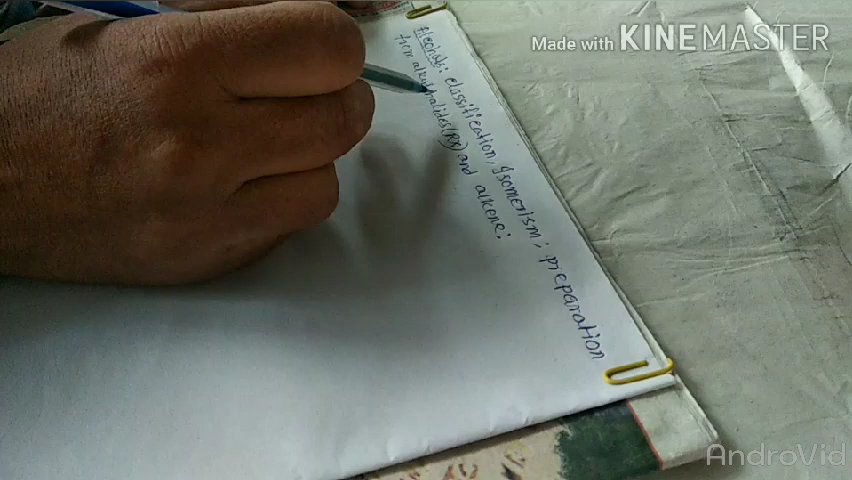 Alcohols: classification, Isomerism; preparation
from alkyl halides(RX) and alkene:
Made with KINEMASTER
AndroVid